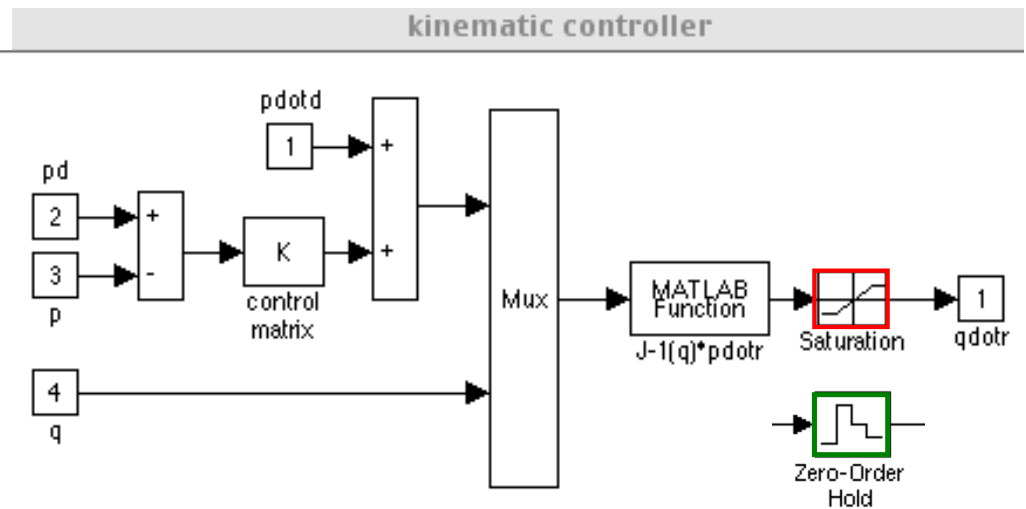 kinematic controller
pdotd
1
+
pd
2
+
3
-
p
K
control
matrix
+
Mux
4
q
MATLAB
Function
J-1(q)*pdotr
Saturation
1
qdotr
Zero-Order
Hold